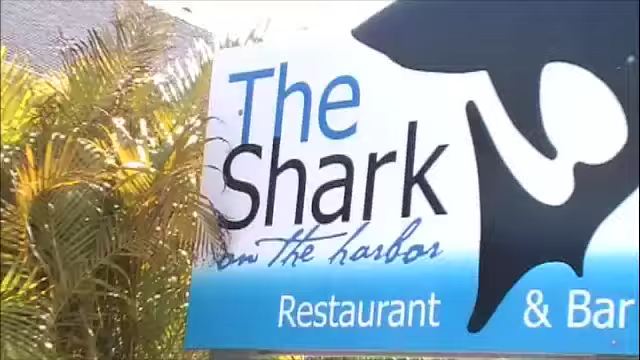 The
Shark
on the harbor
Restaurant & Bar